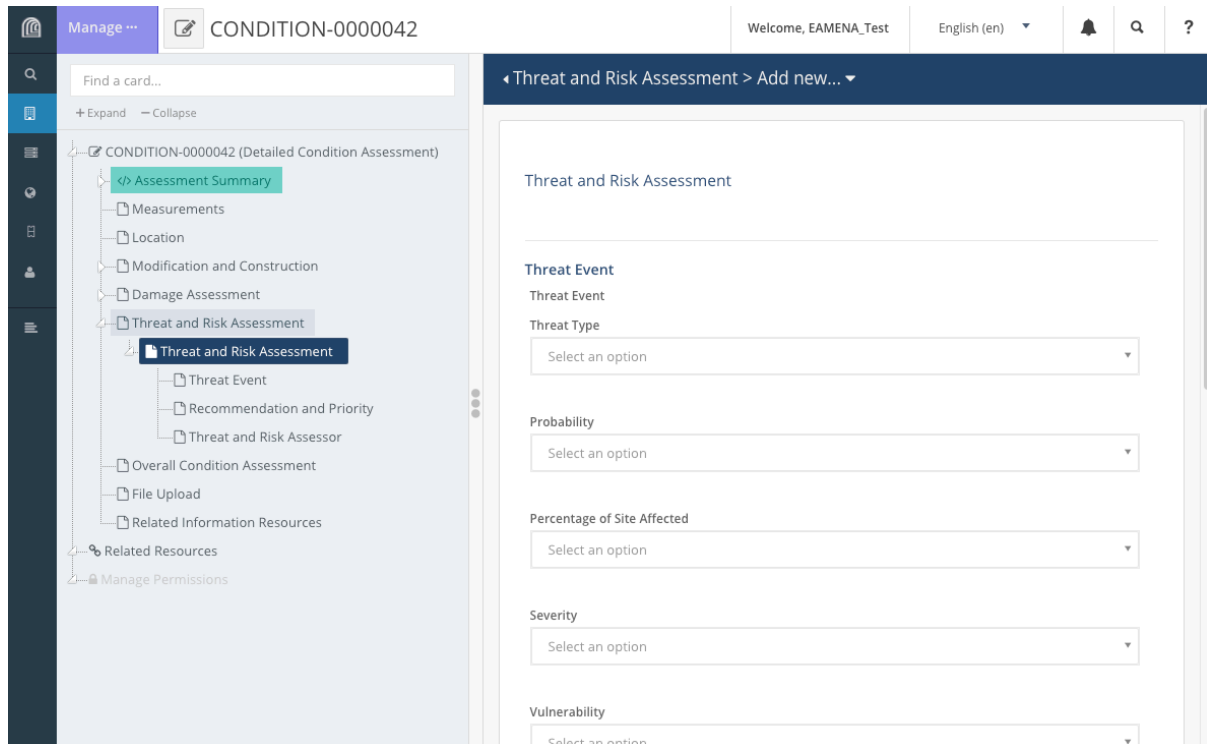 Manage ···
CONDITION-0000042
Welcome, EAMENA_Test
English (en)
?
Find a card...
+ Expand − Collapse
CONDITION-0000042 (Detailed Condition Assessment)
</> Assessment Summary
Measurements
Location
Modification and Construction
Damage Assessment
Threat and Risk Assessment
Threat and Risk Assessment
Threat Event
Recommendation and Priority
Threat and Risk Assessor
Overall Condition Assessment
File Upload
Related Information Resources
Related Resources
Manage Permissions
Threat and Risk Assessment > Add new...
Threat and Risk Assessment
Threat Event
Threat Event
Threat Type
Select an option
Probability
Select an option
Percentage of Site Affected
Select an option
Severity
Select an option
Vulnerability
Select an option